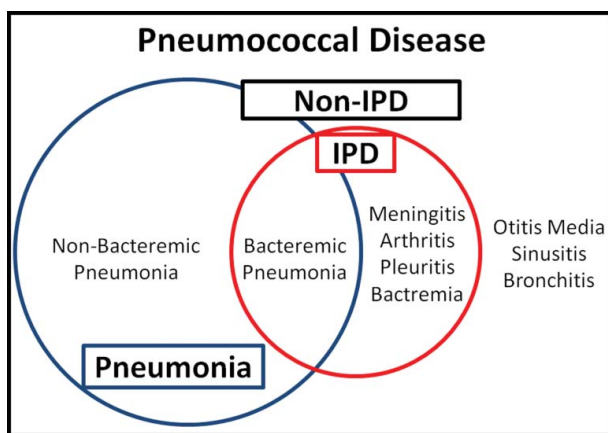 Pneumococcal Disease
Non-IPD
IPD
Non-Bacteremic
Pneumonia
Bacteremic
Pneumonia
Meningitis
Arthritis
Pleuritis
Bactremia
Otitis Media
Sinusitis
Bronchitis
Pneumonia